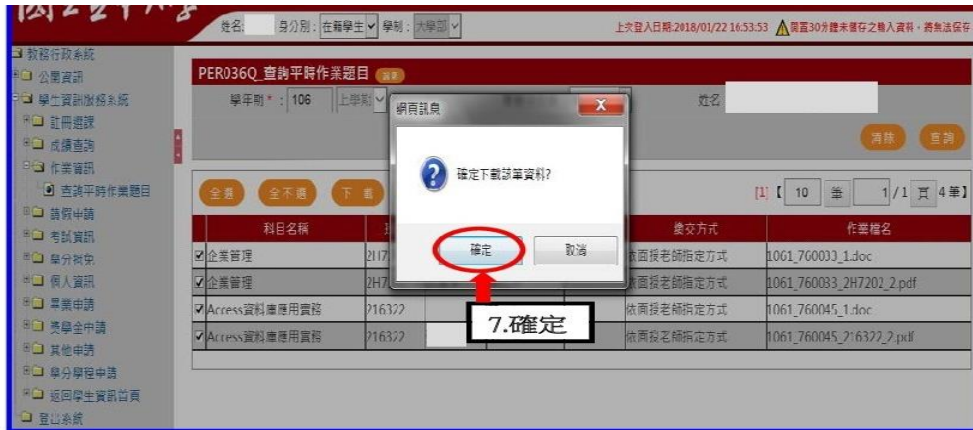 姓名: 身分別: 在籍學生 學制: 大學部 上次登入日期:2018/01/22 16:53:53 閒置30分鐘未儲存之輸入資料,將無法保存
教務行政系統
公開資訊
學生資訊服務系統
註冊選課
成績查詢
作業資訊
查詢平時作業題目
請假申請
考試資訊
學分抵免
個人資訊
畢業申請
獎學金申請
其他申請
學分學程申請
返回學生資訊首頁
登出系統
PER036Q_查詢平時作業題目
學年期*: 106 上學期 姓名
清除 查詢
網頁訊息
X
確定下載該筆資料?
確定 取消
7.確定
全選 全不選 下載 [1]【 10 筆 1/1 頁 4筆】
科目名稱 繳交方式 作業檔名
企業管理 依面授老師指定方式 1061_760033_1.doc
企業管理 2H7 依面授老師指定方式 1061_760033_2H7202_2.pdf
Access資料庫應用實務 216322 依面授老師指定方式 1061_760045_1.doc
Access資料庫應用實務 216322 依面授老師指定方式 1061_760045_216322_2.pdf